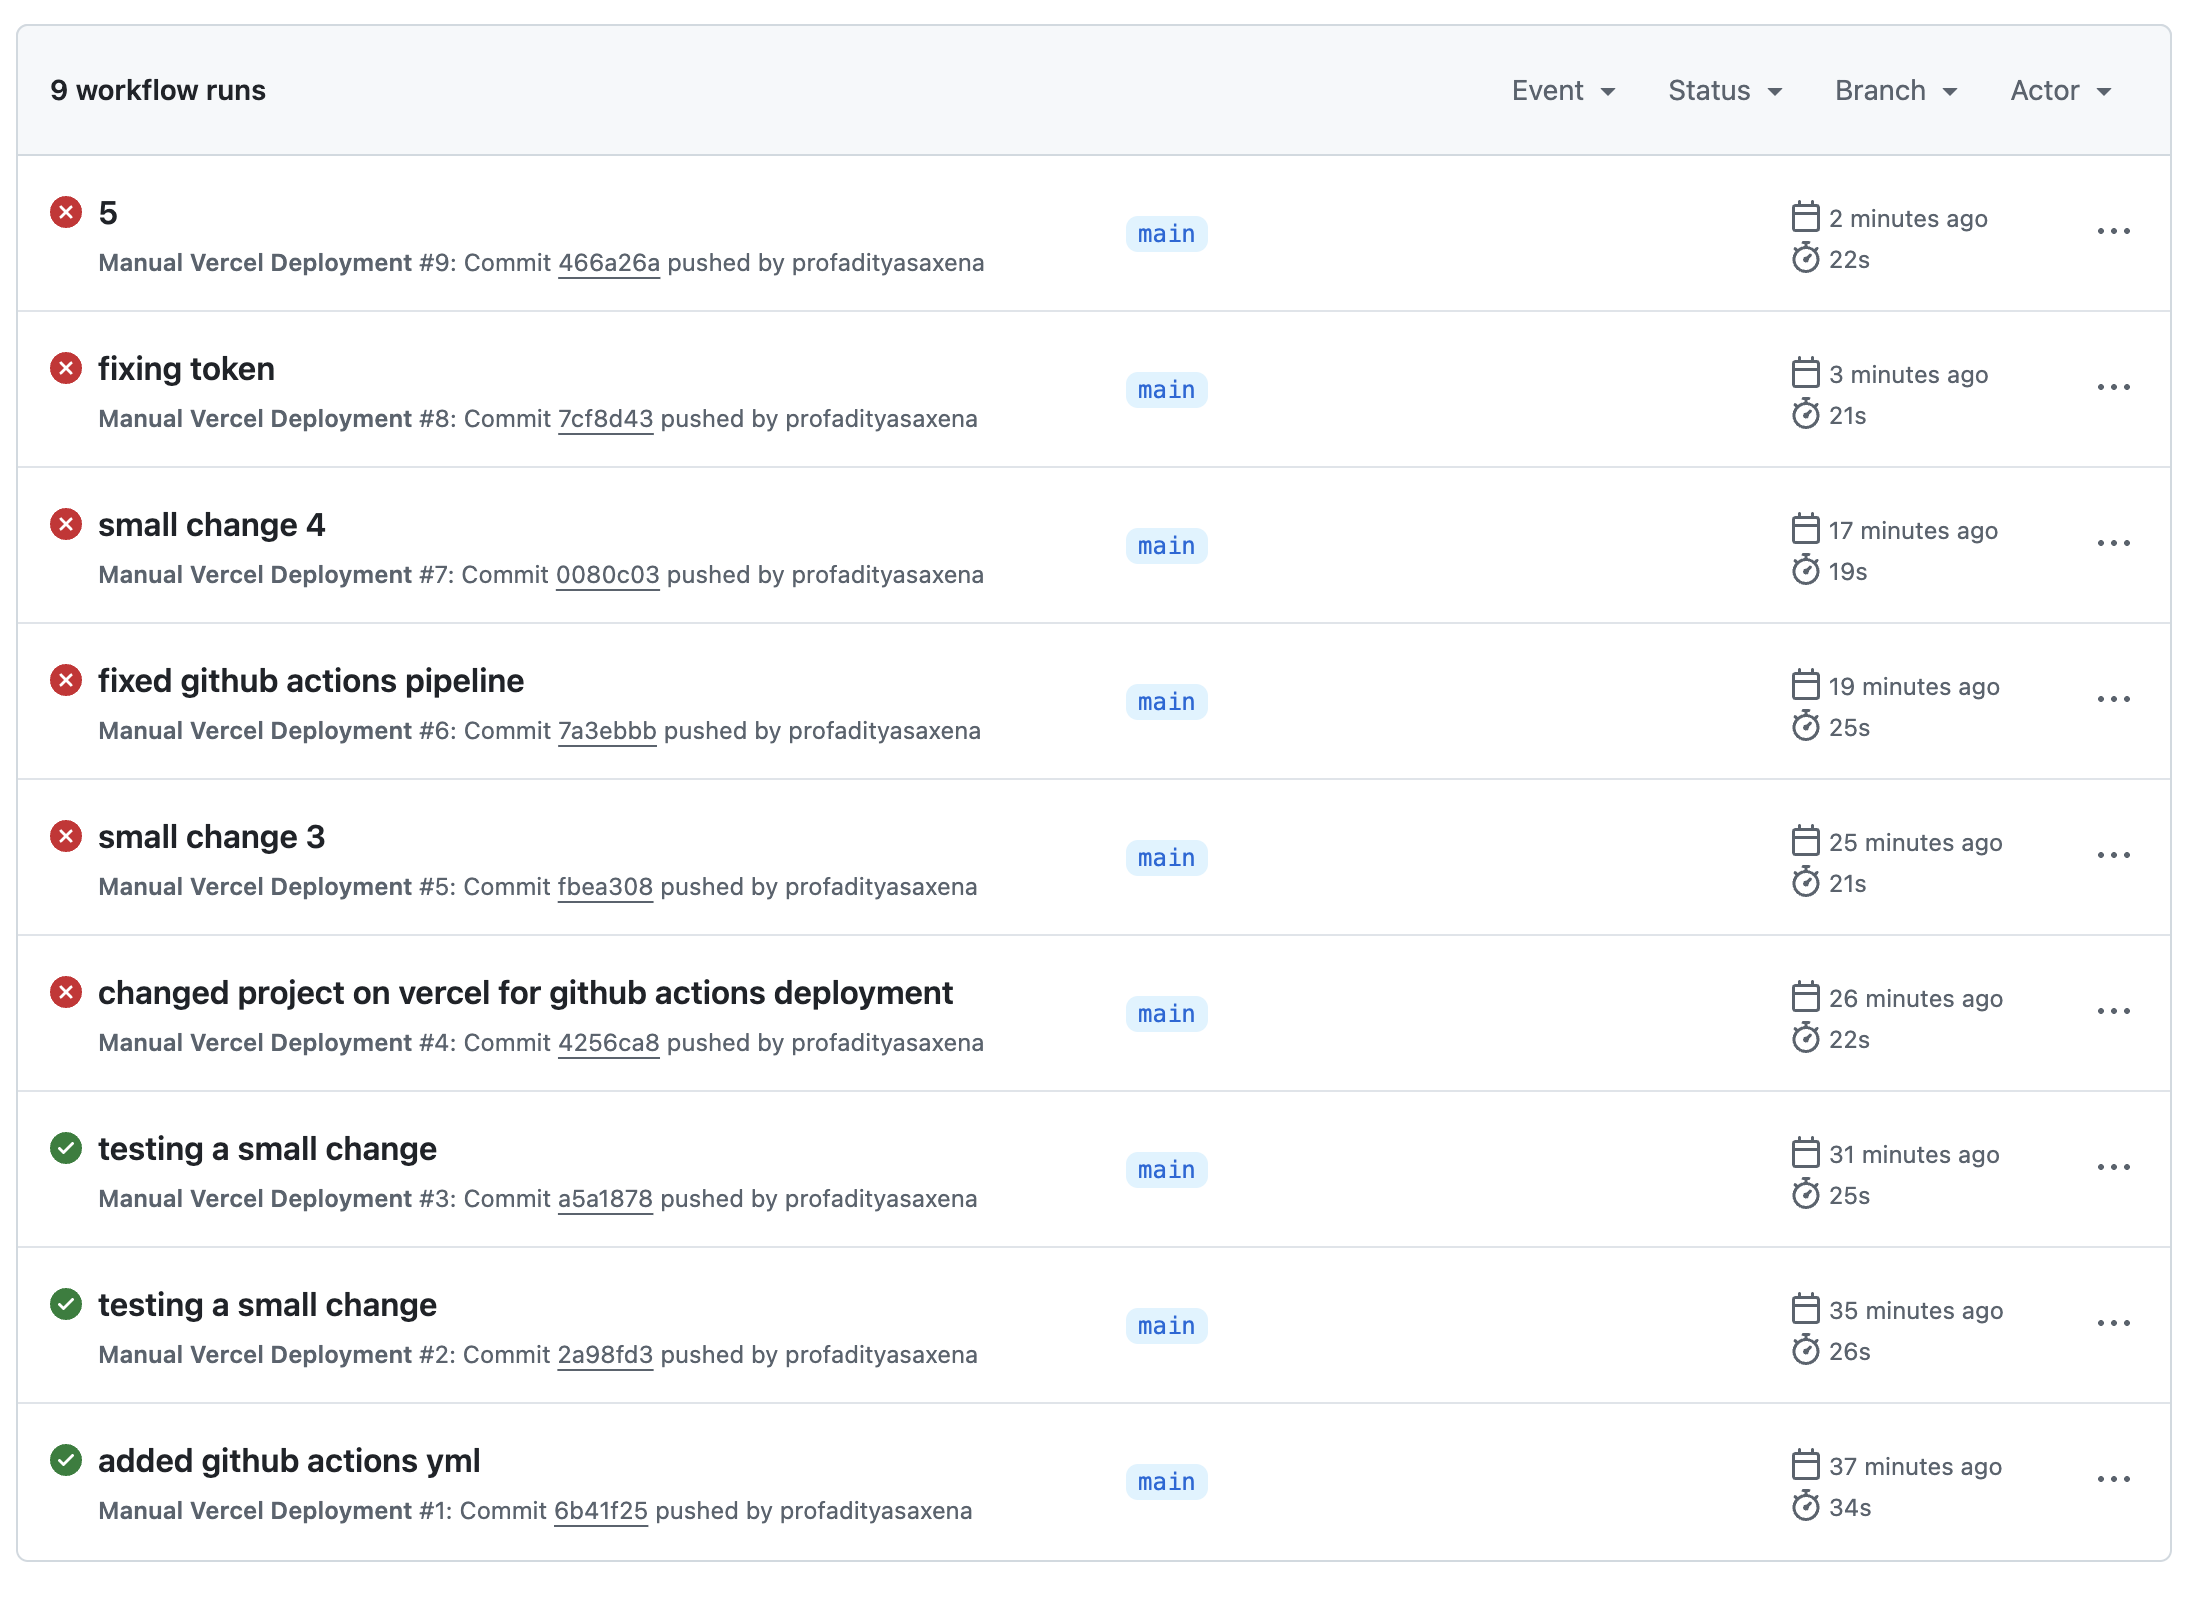 9 workflow runs
Event Status Branch Actor
5
Manual Vercel Deployment #9: Commit 466a26a pushed by profadityasaxena
main
2 minutes ago
22s
fixing token
Manual Vercel Deployment #8: Commit 7cf8d43 pushed by profadityasaxena
main
3 minutes ago
21s
small change 4
Manual Vercel Deployment #7: Commit 0080c03 pushed by profadityasaxena
main
17 minutes ago
19s
fixed github actions pipeline
Manual Vercel Deployment #6: Commit 7a3ebbb pushed by profadityasaxena
main
19 minutes ago
25s
small change 3
Manual Vercel Deployment #5: Commit fbea308 pushed by profadityasaxena
main
25 minutes ago
21s
changed project on vercel for github actions deployment
Manual Vercel Deployment #4: Commit 4256ca8 pushed by profadityasaxena
main
26 minutes ago
22s
testing a small change
Manual Vercel Deployment #3: Commit a5a1878 pushed by profadityasaxena
main
31 minutes ago
25s
testing a small change
Manual Vercel Deployment #2: Commit 2a98fd3 pushed by profadityasaxena
main
35 minutes ago
26s
added github actions yml
Manual Vercel Deployment #1: Commit 6b41f25 pushed by profadityasaxena
main
37 minutes ago
34s